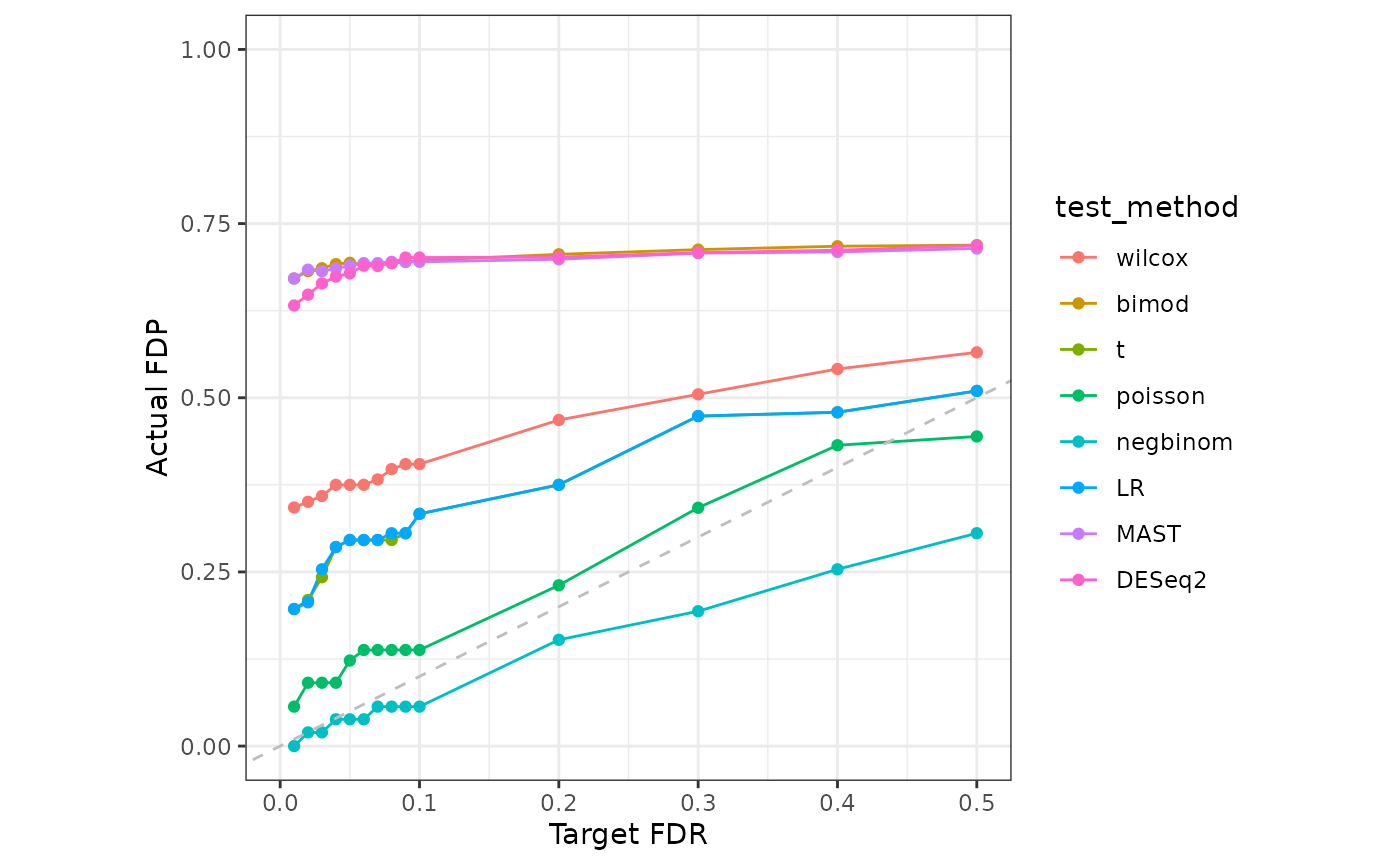 1.00
0.75
0.50
0.25
0.00
Actual FDP
0.0 0.1 0.2 0.3 0.4 0.5
Target FDR
test_method
wilcox
bimod
t
poisson
negbinom
LR
MAST
DESeq2